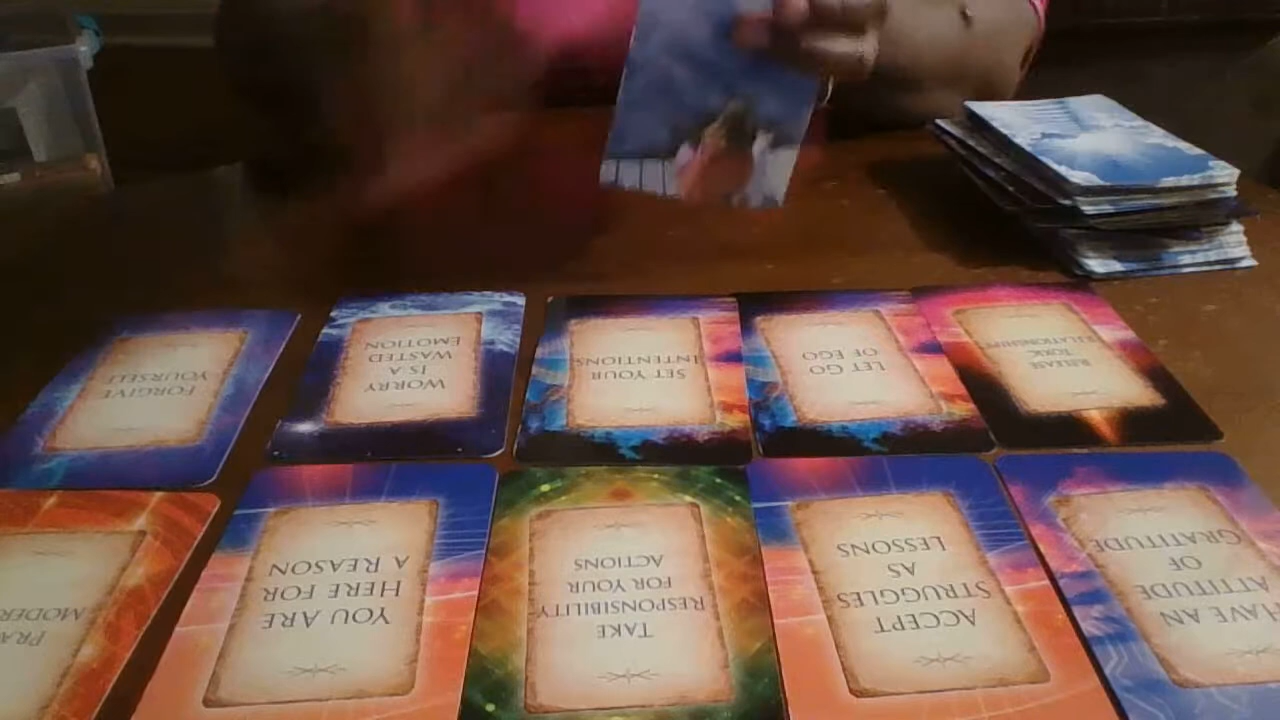 FORGIVE
YOURSELF
WORRY
IS A
WASTED
EMOTION
SET YOUR
INTENTIONS
LET GO
OF EGO
RELEASE
TOXIC
RELATIONSHIPS
YOU ARE
HERE FOR
A REASON
TAKE
RESPONSIBILITY
FOR YOUR
ACTIONS
ACCEPT
STRUGGLES
AS
LESSONS
HAVE AN
ATTITUDE
OF
GRATITUDE